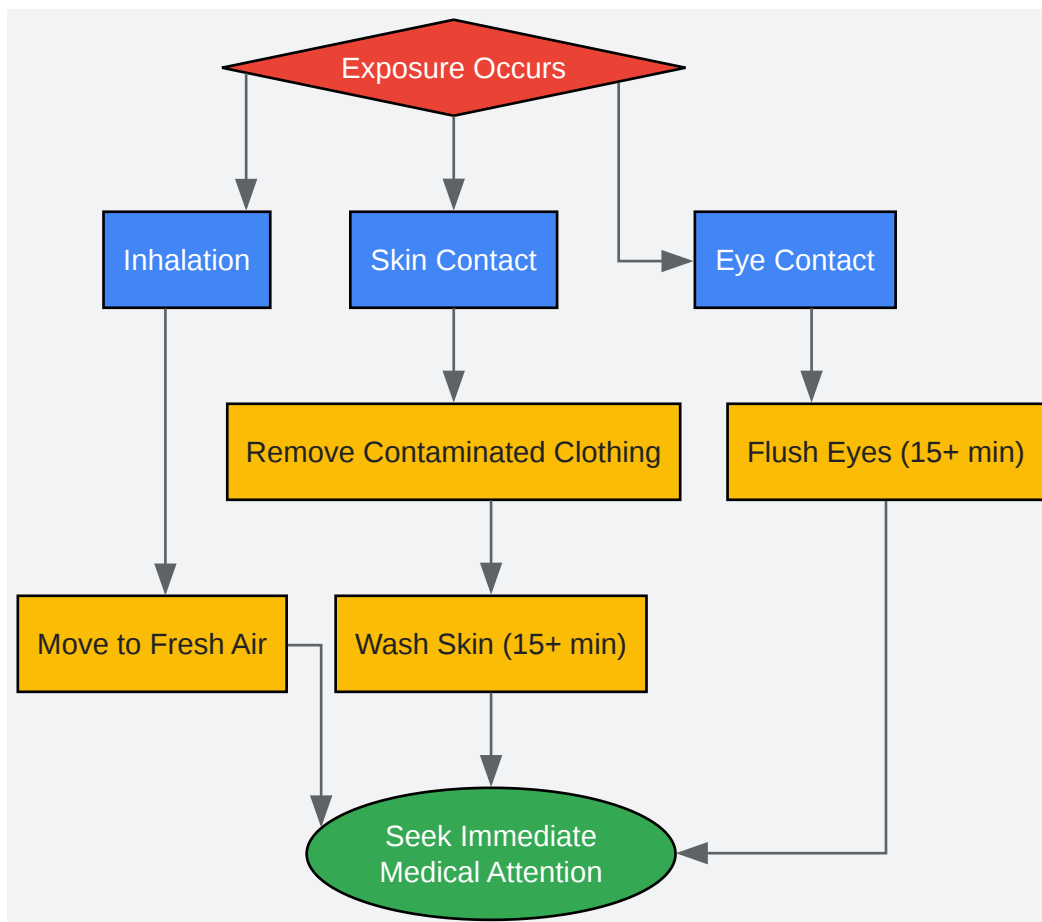 Exposure Occurs
Inhalation
Skin Contact
Eye Contact
Remove Contaminated Clothing
Flush Eyes (15+ min)
Move to Fresh Air
Wash Skin (15+ min)
Seek Immediate
Medical Attention